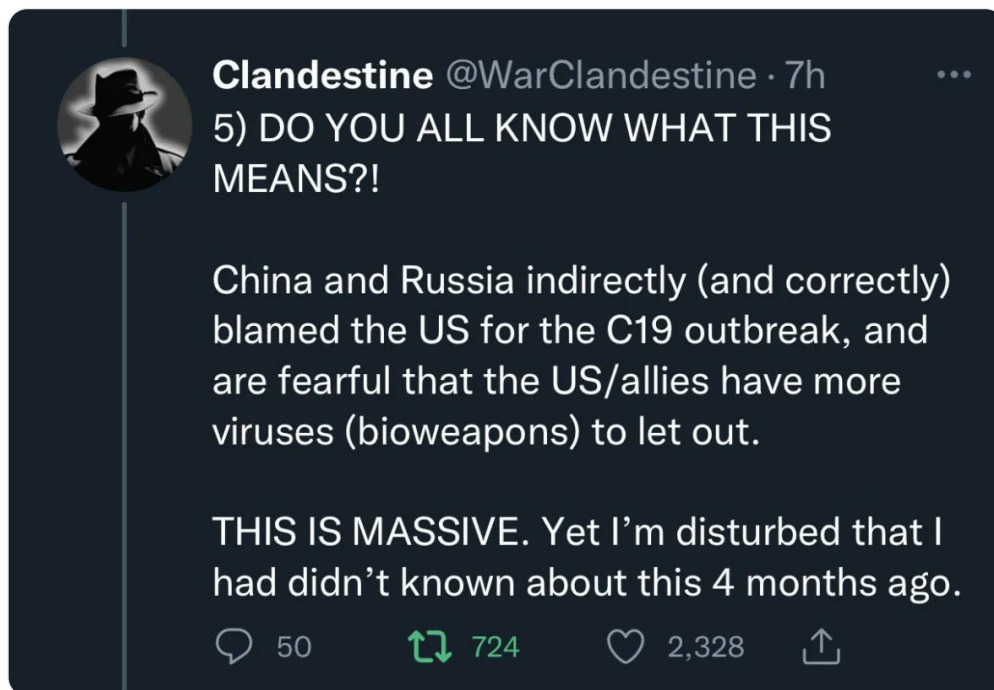 Clandestine @WarClandestine · 7h
5) DO YOU ALL KNOW WHAT THIS
MEANS?!
China and Russia indirectly (and correctly)
blamed the US for the C19 outbreak, and
are fearful that the US/allies have more
viruses (bioweapons) to let out.
THIS IS MASSIVE. Yet I’m disturbed that I
had didn’t known about this 4 months ago.
50 724 2,328